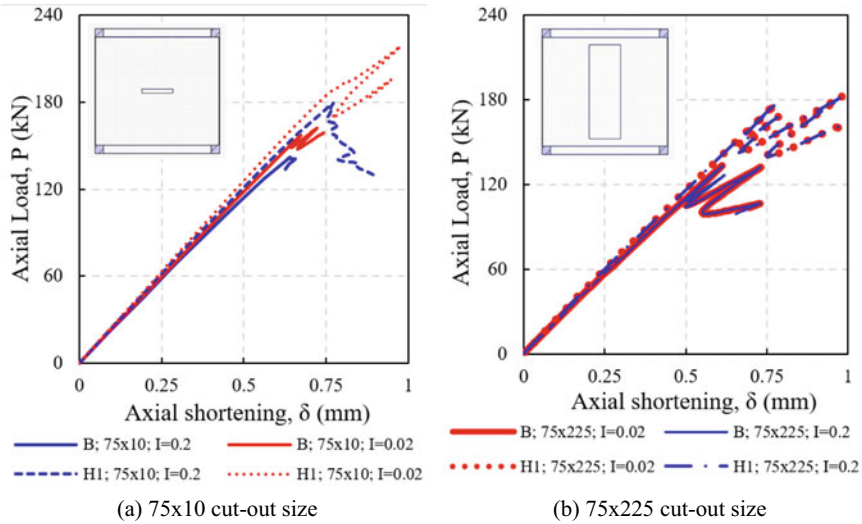 240
180
120
60
0
Axial Load, P (kN)
0
0.25
0.5
0.75
1
Axial shortening, δ (mm)
B; 75x10; I=0.2
B; 75x10; I=0.02
H1; 75x10; I=0.2
H1; 75x10; I=0.02
(a) 75x10 cut-out size
240
180
120
60
0
Axial Load, P (kN)
0
0.25
0.5
0.75
1
Axial shortening, δ (mm)
B; 75x225; I=0.02
B; 75x225; I=0.2
H1; 75x225; I=0.02
H1; 75x225; I=0.2
(b) 75x225 cut-out size